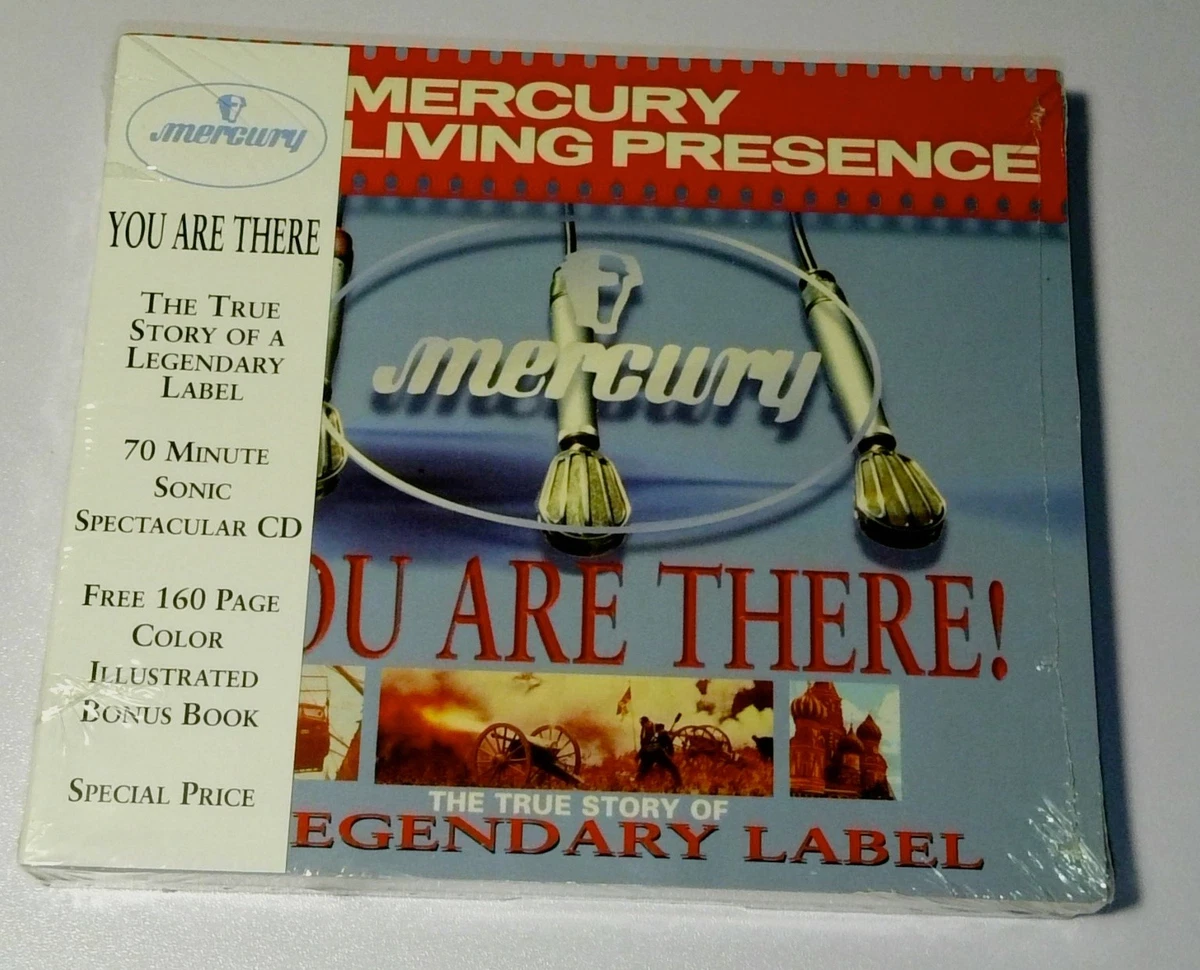 mercury
YOU ARE THERE
THE TRUE
STORY OF A
LEGENDARY
LABEL
70 MINUTE
SONIC
SPECTACULAR CD
FREE 160 PAGE
COLOR
ILLUSTRATED
BONUS BOOK
SPECIAL PRICE
MERCURY
LIVING PRESENCE
mercury
OU ARE THERE!
THE TRUE STORY OF
EGENDARY LABEL